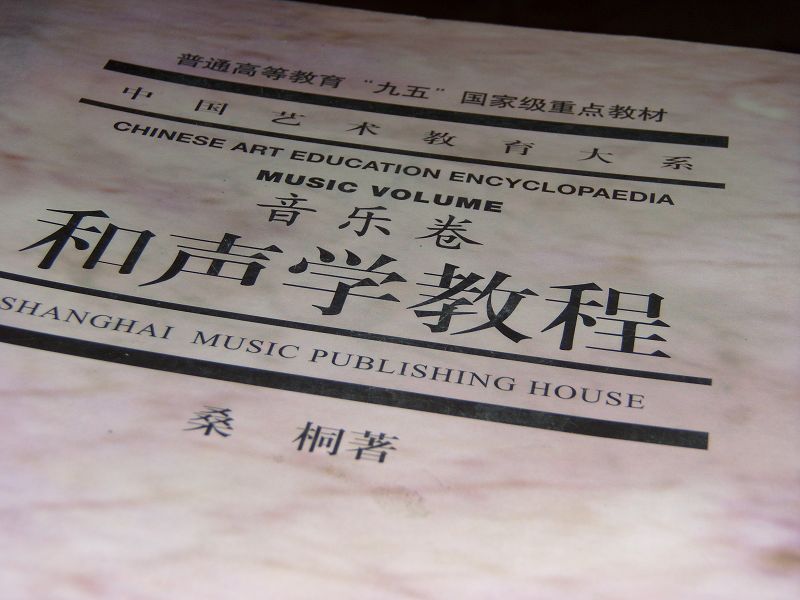 普通高等教育“九五”国家级重点教材
中国艺术教育大系
CHINESE ART EDUCATION ENCYCLOPAEDIA
MUSIC VOLUME
音乐卷
和声学教程
SHANGHAI MUSIC PUBLISHING HOUSE
桑桐著